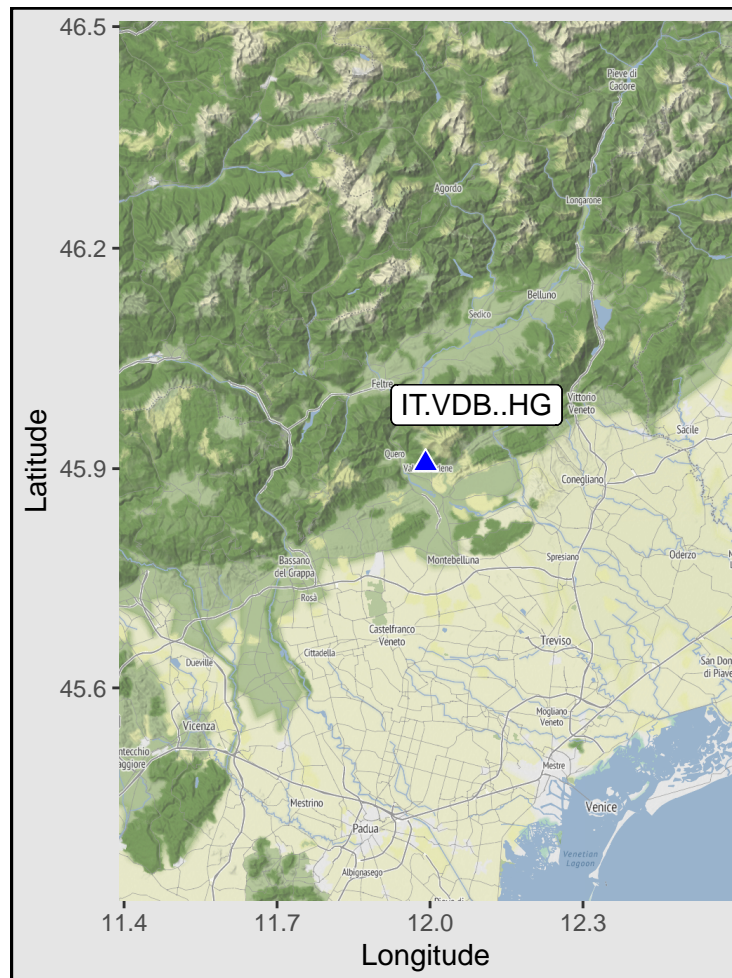 46.5
Pieve di
Cadore
Agordo
Longarone
46.2
Belluno
Sedico
Feltre
IT.VDB..HG
Vittorio
Veneto
Sacile
Quero
45.9
Conegliano
Latitude
Bassano
del Grappa
Montebelluna
Spresiano
Oderzo
Rosà
Castelfranco
Veneto
Treviso
Cittadella
Dueville
San Don
di Piave
45.6
Vicenza
Mogliano
Veneto
ntecchio
aggiore
Mestre
Mestrino
Venice
Padua
Venetian
Lagoon
Albignasego
11.4
11.7
12.0
12.3
Longitude